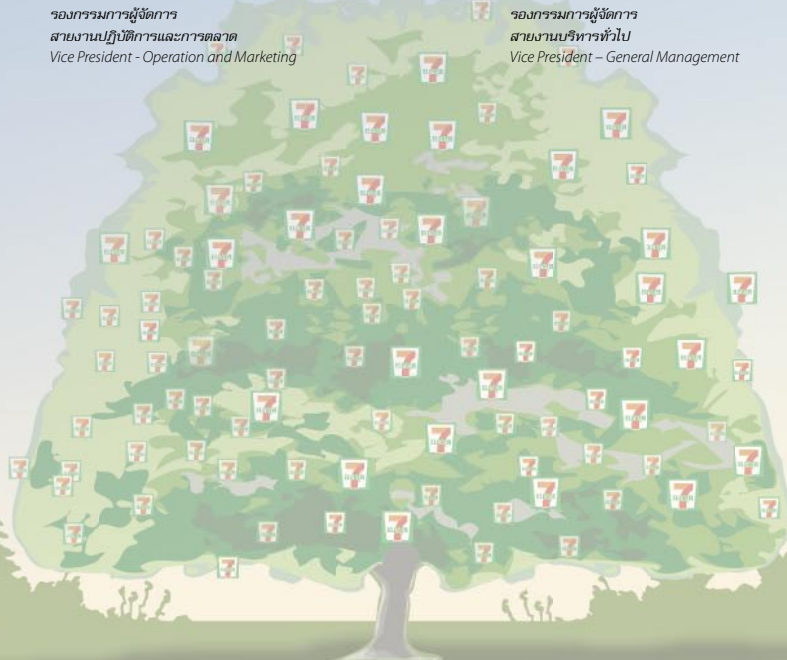 รองกรรมการผู้จัดการ
สายงานปฏิบัติการและการตลาด
Vice President - Operation and Marketing
รองกรรมการผู้จัดการ
สายงานบริหารทั่วไป
Vice President – General Management